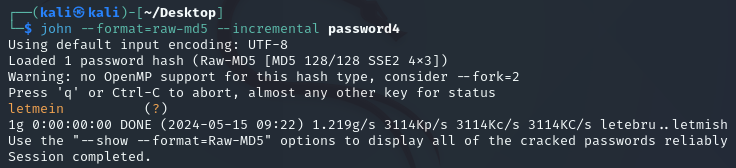 ┌──(kali㉿kali)-[~/Desktop]
└─$ john --format=raw-md5 --incremental password4
Using default input encoding: UTF-8
Loaded 1 password hash (Raw-MD5 [MD5 128/128 SSE2 4×3])
Warning: no OpenMP support for this hash type, consider --fork=2
Press 'q' or Ctrl-C to abort, almost any other key for status
letmein          (?)
1g 0:00:00:00 DONE (2024-05-15 09:22) 1.219g/s 3114Kp/s 3114Kc/s 3114KC/s letebru..letmish
Use the "--show --format=Raw-MD5" options to display all of the cracked passwords reliably
Session completed.